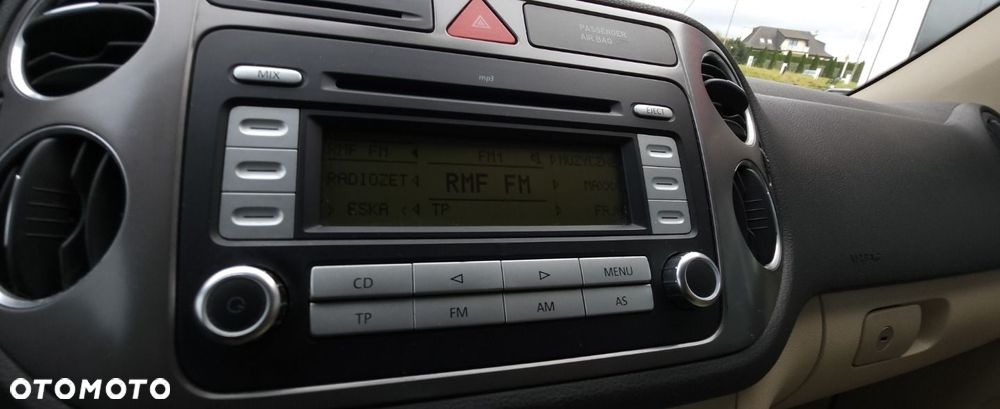 PASSENGER
AIR BAG
MIX
mp3
EJECT
RMF FM FM1
RADIOZET RMF FM
ESKA TP
CD MENU
TP FM AM AS
OTOMOTO